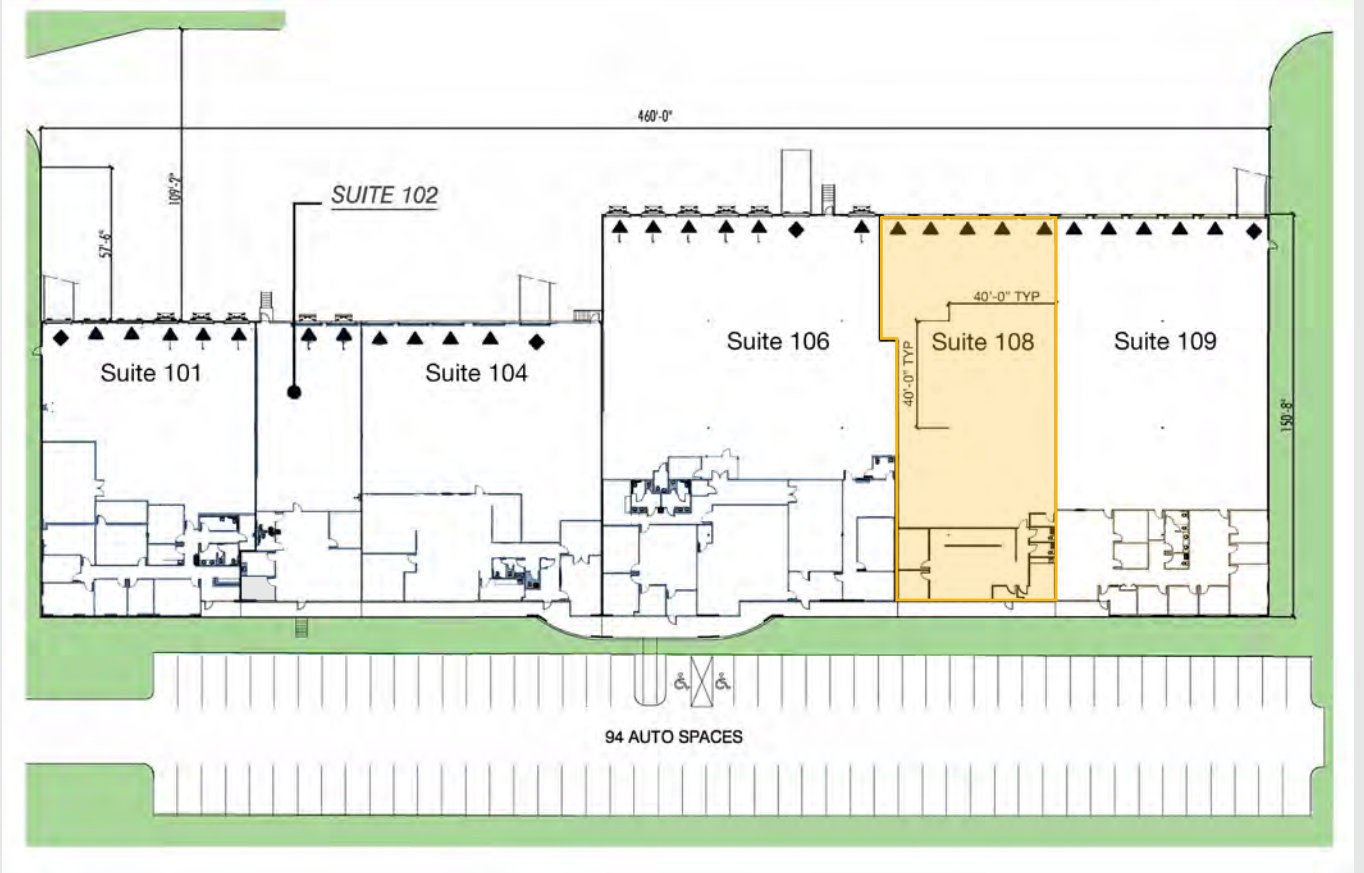 460'-0"
109'-2"
SUITE 102
57'-6"
40'-0" TYP
Suite 106
Suite 108
Suite 109
40'-0" TYP
Suite 101
Suite 104
150'-8"
94 AUTO SPACES